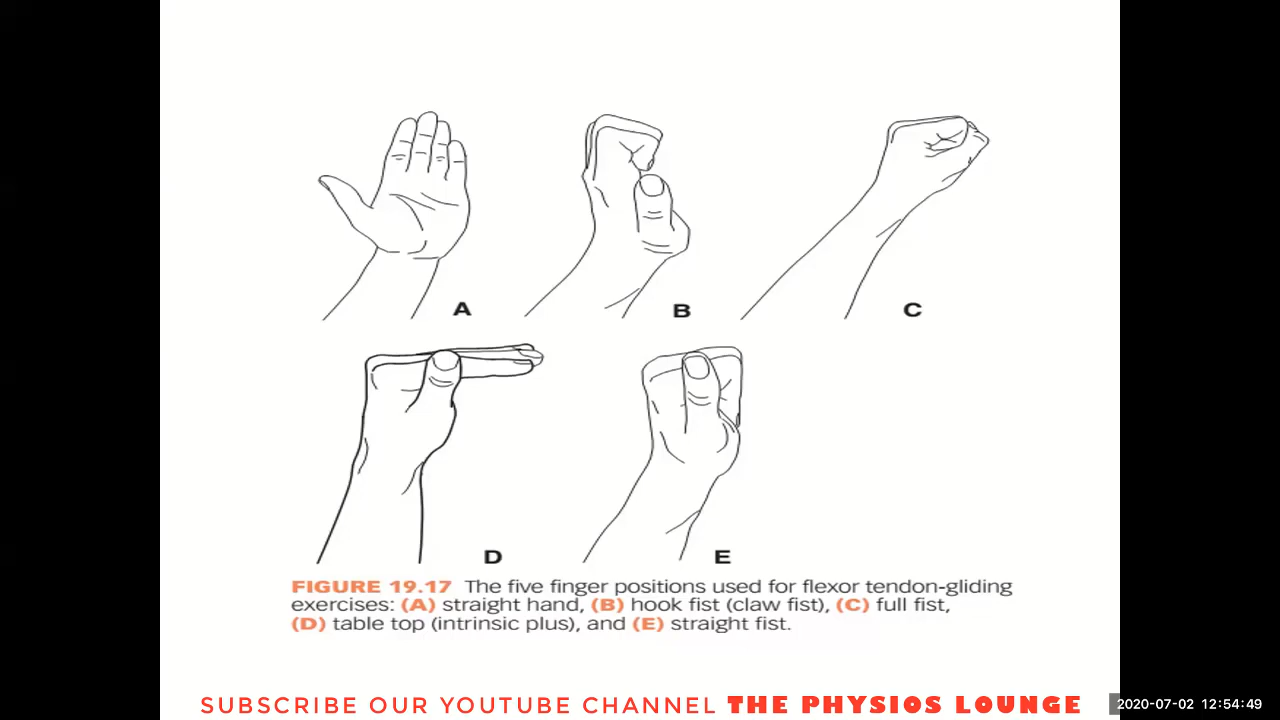 A
B
C
D
E
FIGURE 19.17 The five finger positions used for flexor tendon-gliding
exercises: (A) straight hand, (B) hook fist (claw fist), (C) full fist,
(D) table top (intrinsic plus), and (E) straight fist.
SUBSCRIBE OUR YOUTUBE CHANNEL THE PHYSIOS LOUNGE
2020-07-02 12:54:49